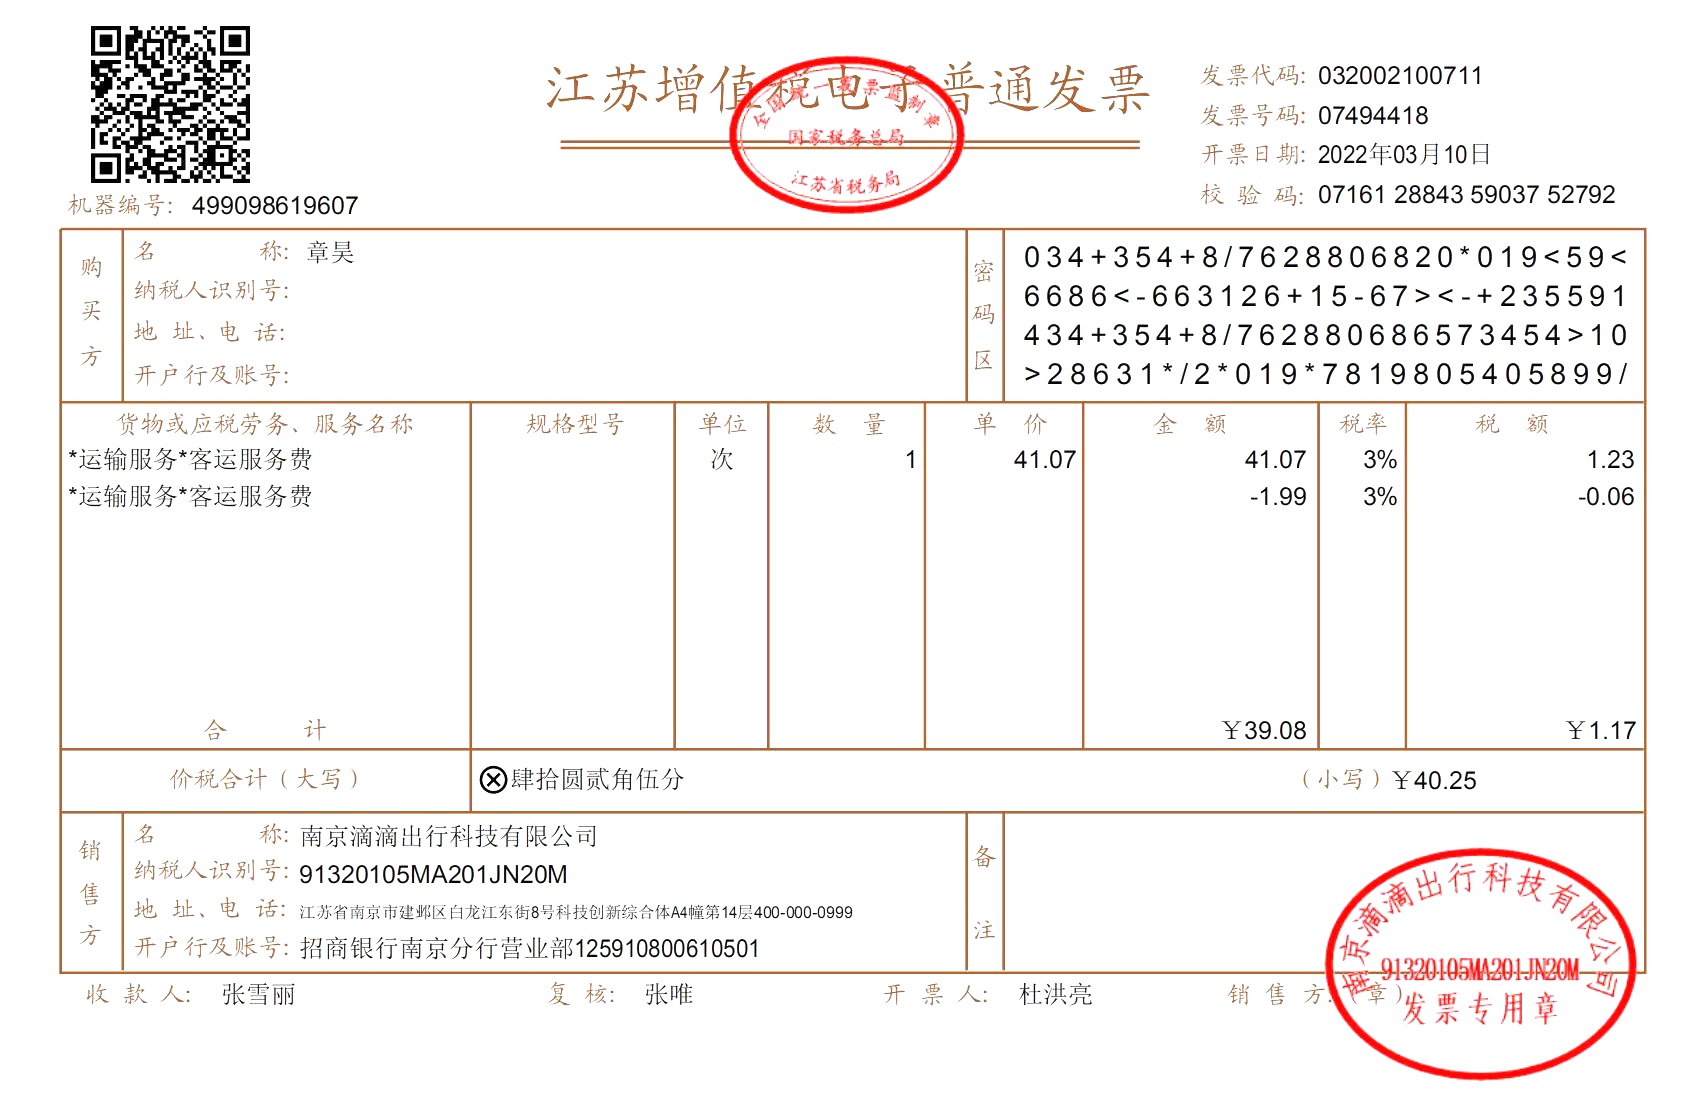 江苏增值税电子普通发票
全国统一发票监制章
国家税务总局
江苏省税务局
发票代码: 032002100711
发票号码: 07494418
开票日期: 2022年03月10日
校验码: 07161 28843 59037 52792
机器编号: 499098619607
购买方
名称: 章昊
纳税人识别号:
地址、电话:
开户行及账号:
密码区
034+354+8/7628806820*019<59<
6686<-663126+15-67><-+235591
434+354+8/762880686573454>10
>28631*/2*019*7819805405899/
货物或应税劳务、服务名称 规格型号 单位 数量 单价 金额 税率 税额
*运输服务*客运服务费 次 1 41.07 41.07 3% 1.23
*运输服务*客运服务费 -1.99 3% -0.06
合计 ￥39.08 ￥1.17
价税合计（大写） ⊗肆拾圆贰角伍分 （小写）￥40.25
销售方
名称: 南京滴滴出行科技有限公司
纳税人识别号: 91320105MA201JN20M
地址、电话: 江苏省南京市建邺区白龙江东街8号科技创新综合体A4幢第14层400-000-0999
开户行及账号: 招商银行南京分行营业部125910800610501
备注
收款人: 张雪丽 复核: 张唯 开票人: 杜洪亮 销售方:（章）
南京滴滴出行科技有限公司
91320105MA201JN20M
发票专用章